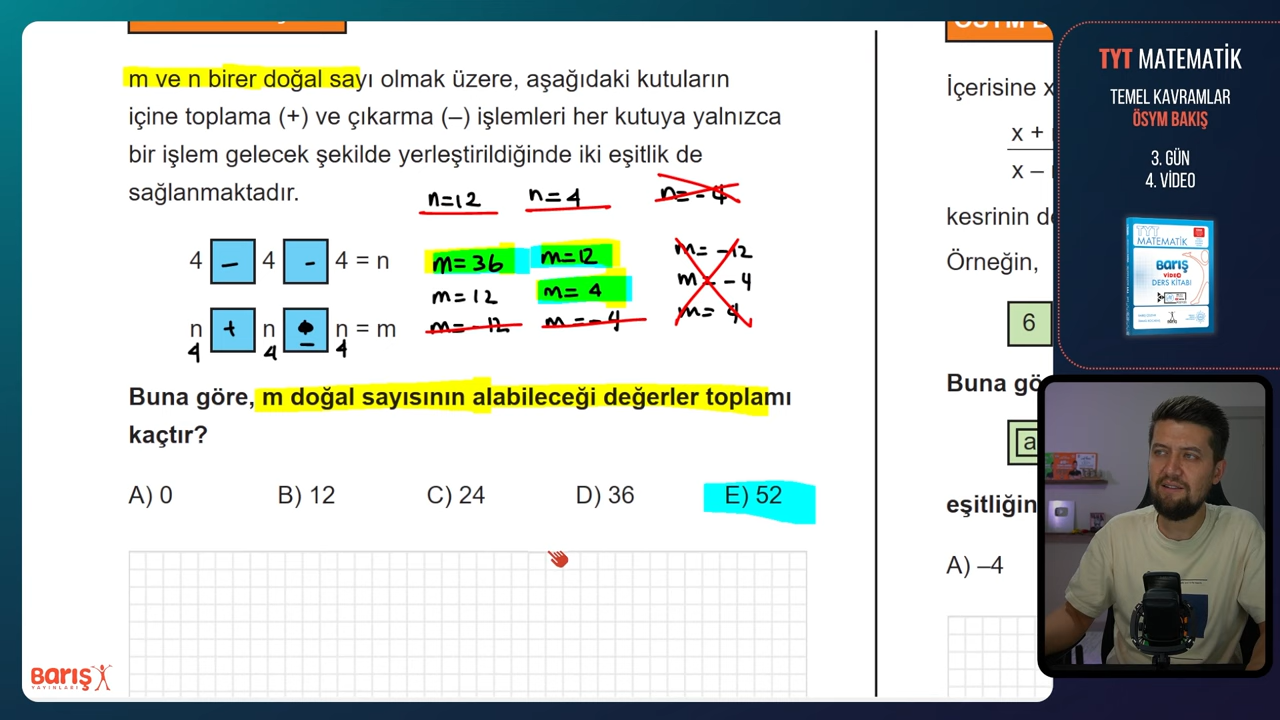 m ve n birer doğal sayı olmak üzere, aşağıdaki kutuların
içine toplama (+) ve çıkarma (–) işlemleri her kutuya yalnızca
bir işlem gelecek şekilde yerleştirildiğinde iki eşitlik de
sağlanmaktadır.
n=12 n=4 n=-4
4 – 4 – 4 = n
m=36 m=12 m=-12
m=12 m=4 m=-4
n + n n = m
m=-12 m=-4 m=4
4 4 4
Buna göre, m doğal sayısının alabileceği değerler toplamı
kaçtır?
A) 0 B) 12 C) 24 D) 36 E) 52
BARIŞ
YAYINLARI
ÖSYM B
İçerisine x
x +
x –
kesrinin d
Örneğin,
6
Buna gö
a
eşitliğin
A) –4
TYT MATEMATİK
TEMEL KAVRAMLAR
ÖSYM BAKIŞ
3. GÜN
4. VİDEO
TYT
MATEMATİK
BARIŞ
VİDEO
DERS KİTABI